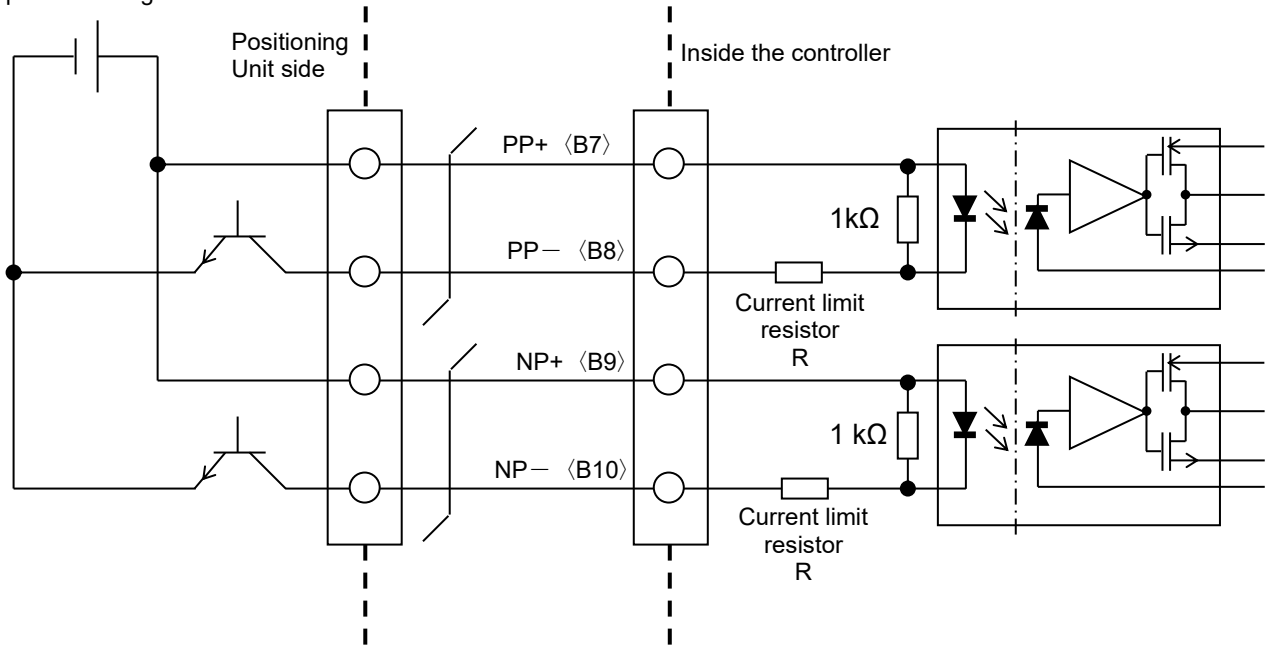 Positioning
Unit side
Inside the controller
PP+ 〈B7〉
1kΩ
PP− 〈B8〉
Current limit
resistor
R
NP+ 〈B9〉
1 kΩ
NP− 〈B10〉
Current limit
resistor
R